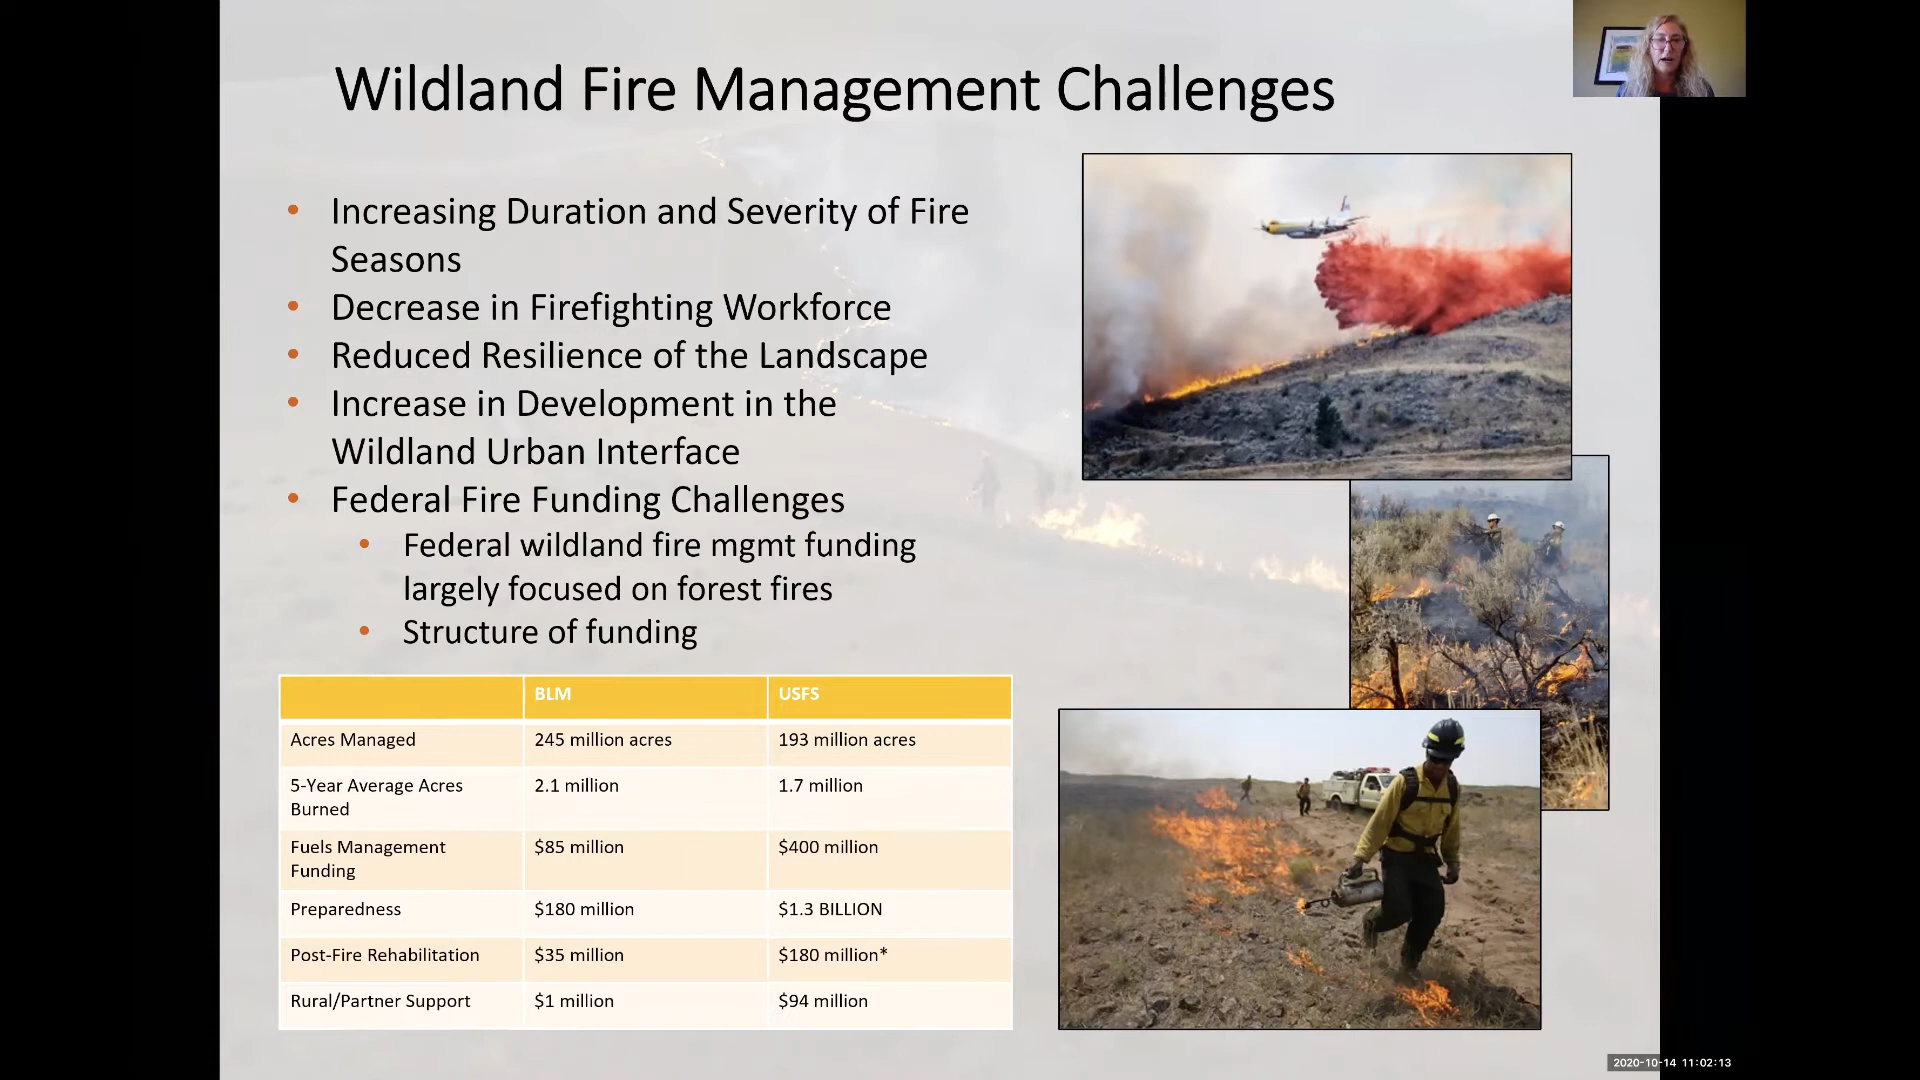 Wildland Fire Management Challenges
• Increasing Duration and Severity of Fire
Seasons
• Decrease in Firefighting Workforce
• Reduced Resilience of the Landscape
• Increase in Development in the
Wildland Urban Interface
• Federal Fire Funding Challenges
• Federal wildland fire mgmt funding
largely focused on forest fires
• Structure of funding
BLM USFS
Acres Managed 245 million acres 193 million acres
5-Year Average Acres
Burned 2.1 million 1.7 million
Fuels Management
Funding $85 million $400 million
Preparedness $180 million $1.3 BILLION
Post-Fire Rehabilitation $35 million $180 million*
Rural/Partner Support $1 million $94 million
2020-10-14 11:02:13